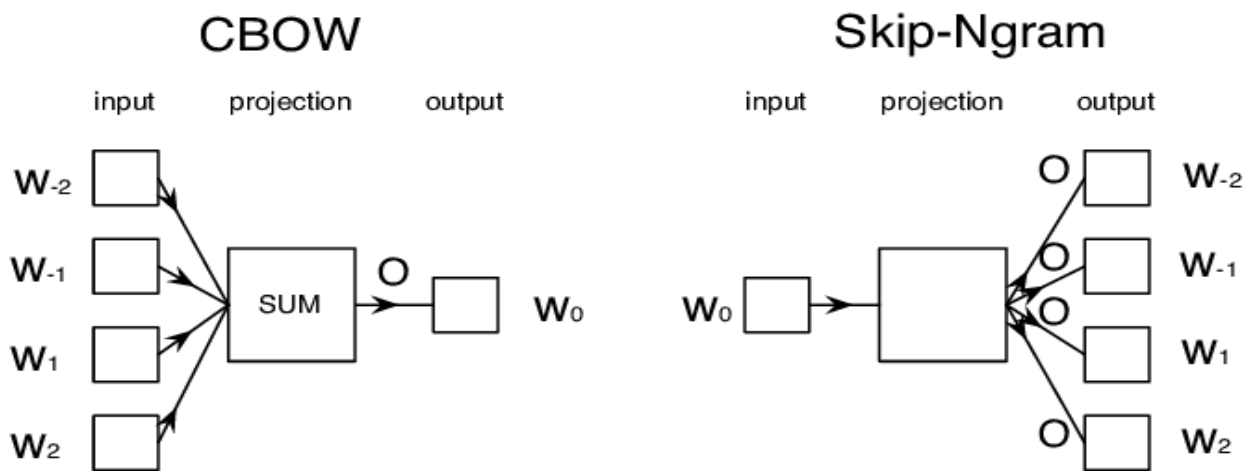 CBOW
input projection output
w-2
w-1
w1
w2
SUM
O
w0
Skip-Ngram
input projection output
w0
O
O
O
O
w-2
w-1
w1
w2